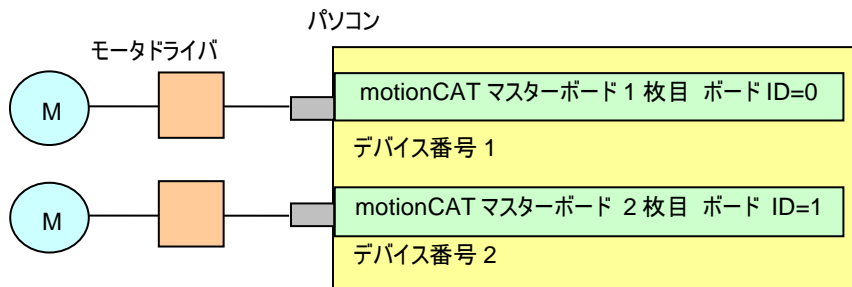 パソコン
モータドライバ
M
motionCAT マスターボード 1 枚目 ボード ID=0
デバイス番号 1
M
motionCAT マスターボード 2 枚目 ボード ID=1
デバイス番号 2